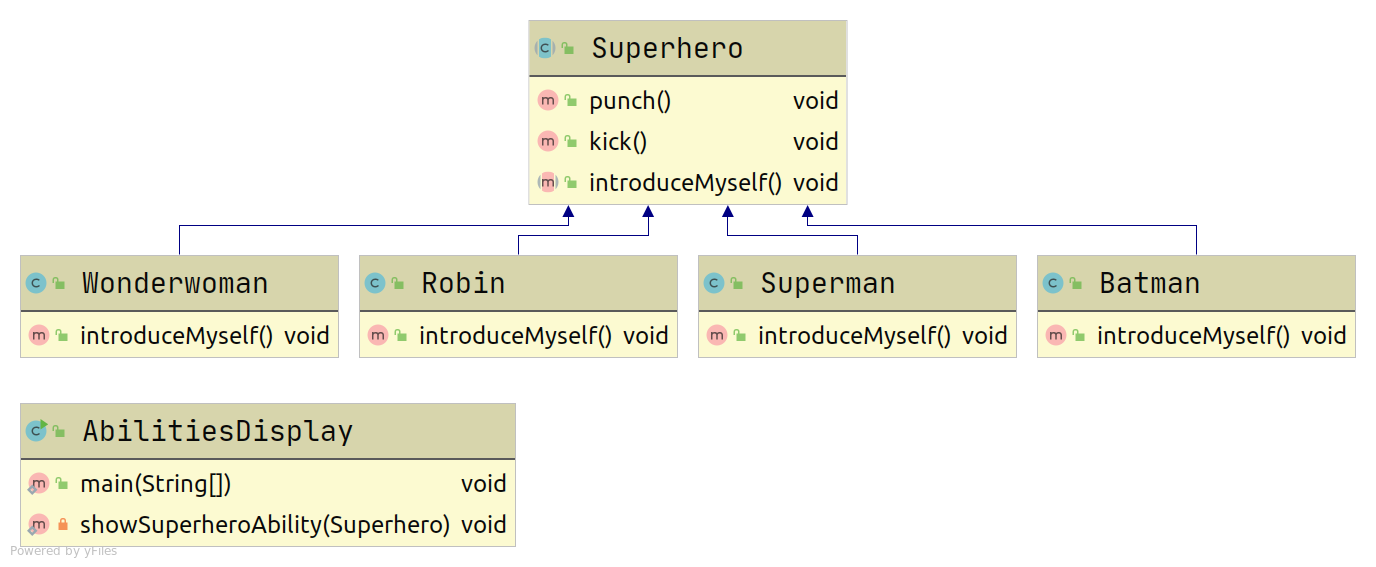 Superhero
punch() void
kick() void
introduceMyself() void
Wonderwoman
introduceMyself() void
Robin
introduceMyself() void
Superman
introduceMyself() void
Batman
introduceMyself() void
AbilitiesDisplay
main(String[]) void
showSuperheroAbility(Superhero) void
Powered by yFiles